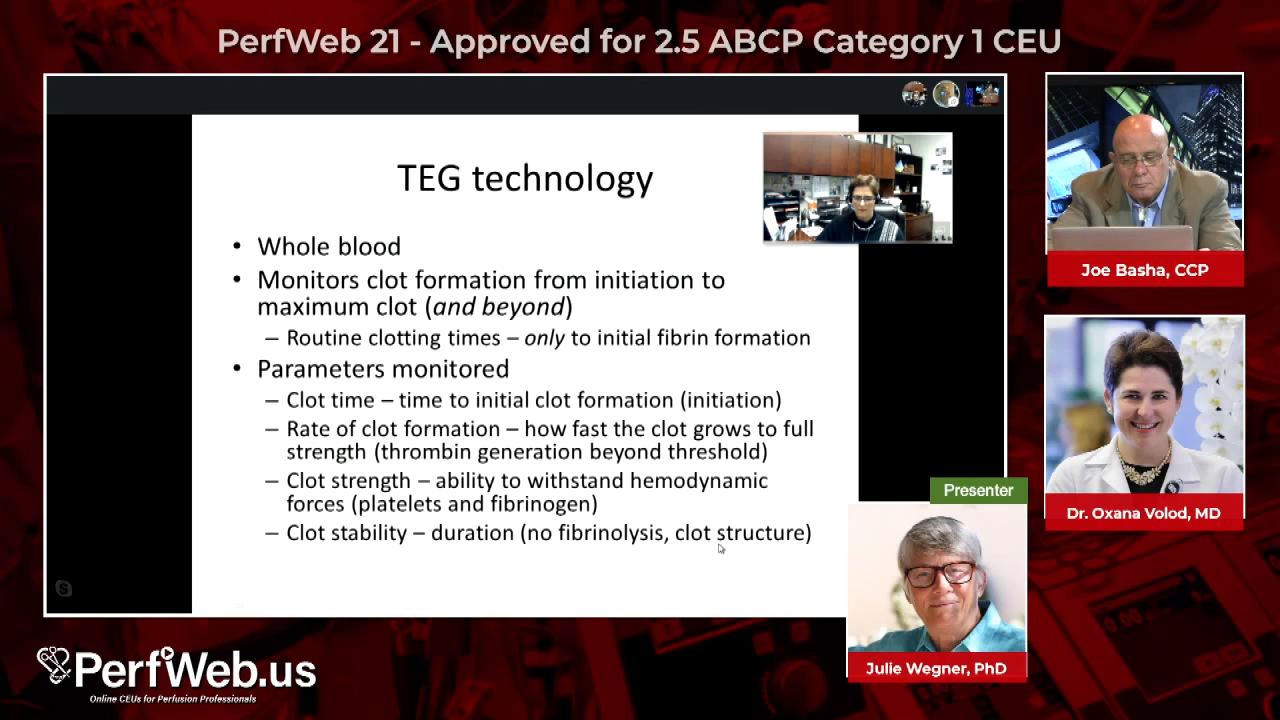 PerfWeb 21 - Approved for 2.5 ABCP Category 1 CEU
TEG technology
• Whole blood
• Monitors clot formation from initiation to
maximum clot (and beyond)
– Routine clotting times – only to initial fibrin formation
• Parameters monitored
– Clot time – time to initial clot formation (initiation)
– Rate of clot formation – how fast the clot grows to full
strength (thrombin generation beyond threshold)
– Clot strength – ability to withstand hemodynamic
forces (platelets and fibrinogen)
– Clot stability – duration (no fibrinolysis, clot structure)
Joe Basha, CCP
Dr. Oxana Volod, MD
Presenter
Julie Wegner, PhD
PerfWeb.us
Online CEUs for Perfusion Professionals